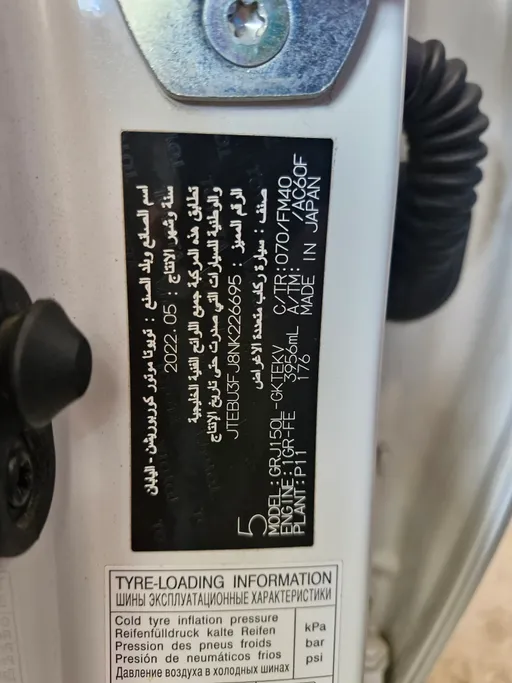 اسم الصانع وبلد الصنع : تويوتا موتور كوربوريشن - اليابان
سنة وشهر الانتاج : 2022.05
تطابق هذه المركبة جميع اللوائح الفنية الخليجية
والوطنية للسيارات التي صدرت حتى تاريخ الإنتاج
الرقم المميز : JTEBU3FJ8NK226695
صنف : سيارة ركاب متعددة الاغراض
5
MODEL: GRJ150L-GKTEKV C/TR: 070/FM40
ENGINE: 1GR-FE 3956mL A/TM: /AC60F
PLANT: P11 176 MADE IN JAPAN
TYRE-LOADING INFORMATION
ШИНЫ ЭКСПЛУАТАЦИОННЫЕ ХАРАКТЕРИСТИКИ
Cold tyre inflation pressure
Reifenfülldruck kalte Reifen
Pression des pneus froids
Presión de neumáticos frios
Давление воздуха в холодных шинах
kPa
bar
psi